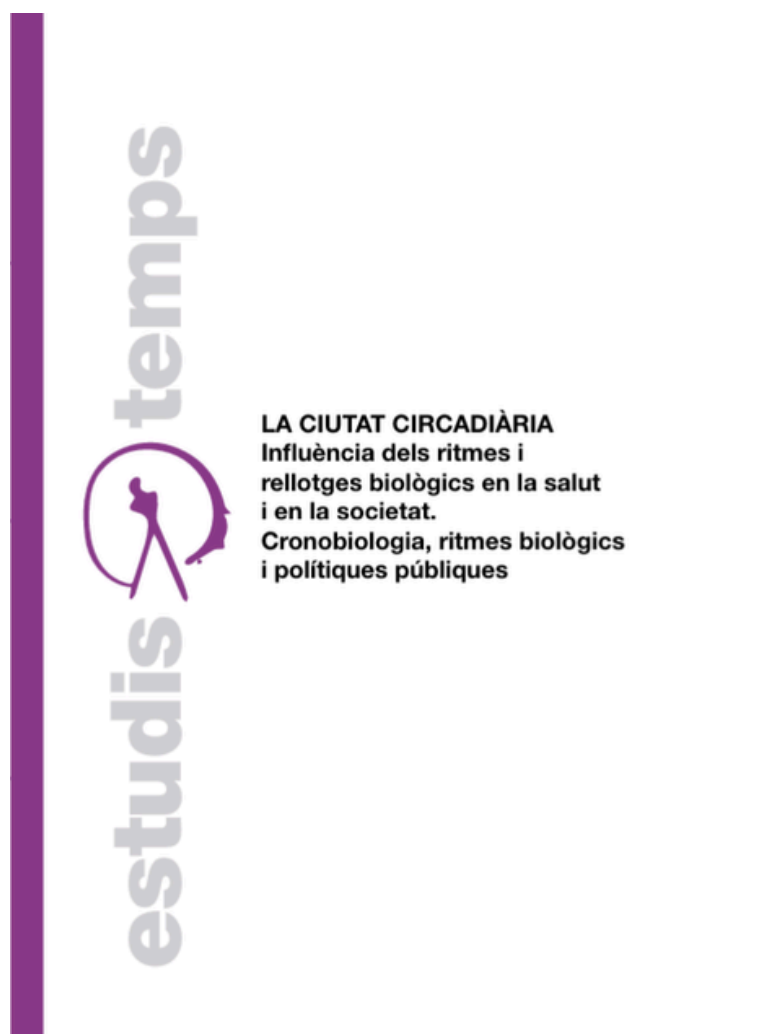 estudis temps
LA CIUTAT CIRCADIÀRIA
Influència dels ritmes i
rellotges biològics en la salut
i en la societat.
Cronobiologia, ritmes biològics
i polítiques públiques